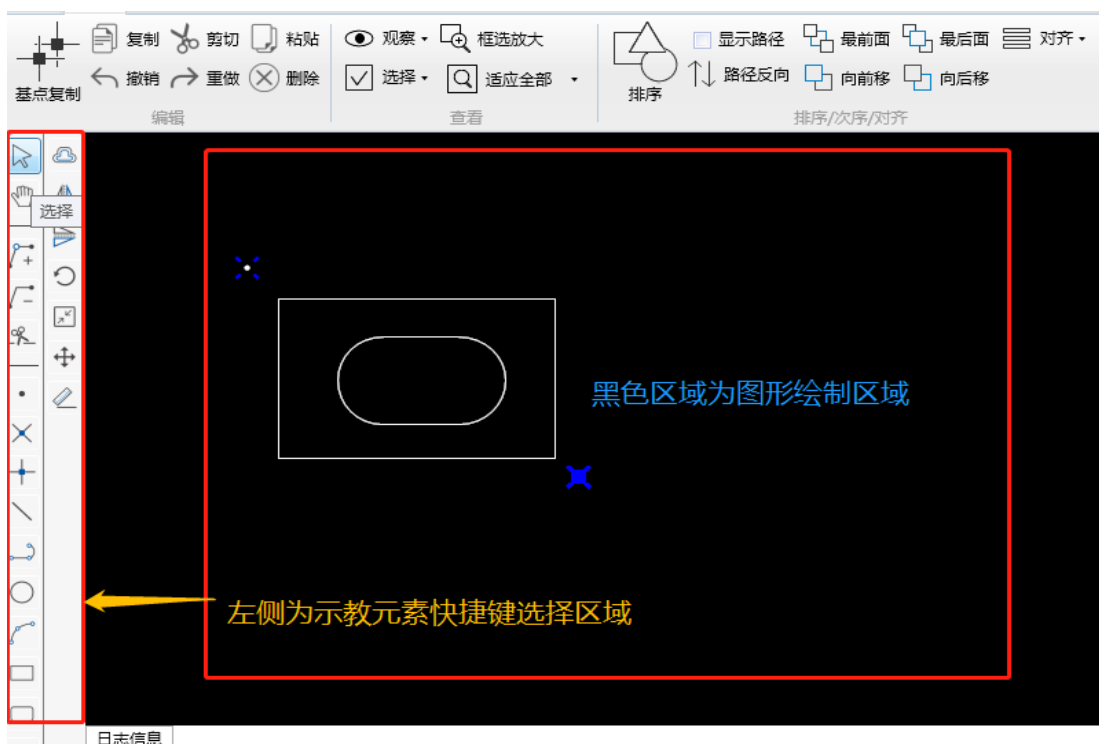 复制 剪切 粘贴 观察 框选放大 显示路径 最前面 最后面 对齐
基点复制 撤销 重做 删除 选择 适应全部 排序 路径反向 向前移 向后移
编辑 查看 排序/次序/对齐
选择
黑色区域为图形绘制区域
左侧为示教元素快捷键选择区域
日志信息